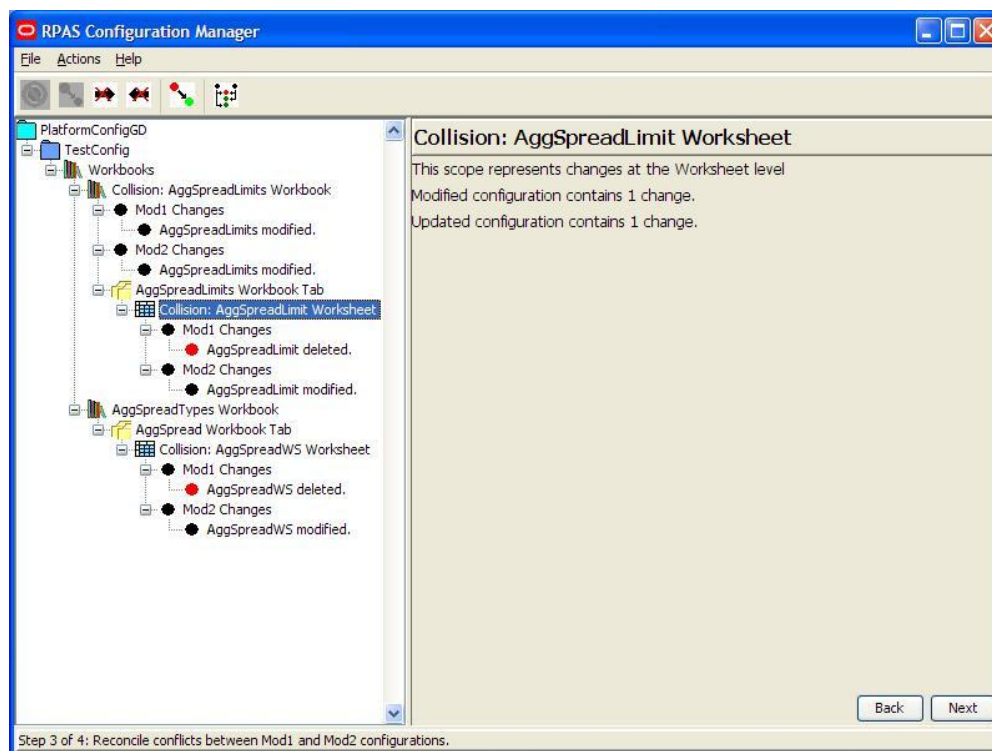 RPAS Configuration Manager
File Actions Help
PlatformConfigGD
TestConfig
Workbooks
Collision: AggSpreadLimits Workbook
Mod1 Changes
AggSpreadLimits modified.
Mod2 Changes
AggSpreadLimits modified.
AggSpreadLimits Workbook Tab
Collision: AggSpreadLimit Worksheet
Mod1 Changes
AggSpreadLimit deleted.
Mod2 Changes
AggSpreadLimit modified.
AggSpreadTypes Workbook
AggSpread Workbook Tab
Collision: AggSpreadWS Worksheet
Mod1 Changes
AggSpreadWS deleted.
Mod2 Changes
AggSpreadWS modified.
Collision: AggSpreadLimit Worksheet
This scope represents changes at the Worksheet level
Modified configuration contains 1 change.
Updated configuration contains 1 change.
Back Next
Step 3 of 4: Reconcile conflicts between Mod1 and Mod2 configurations.